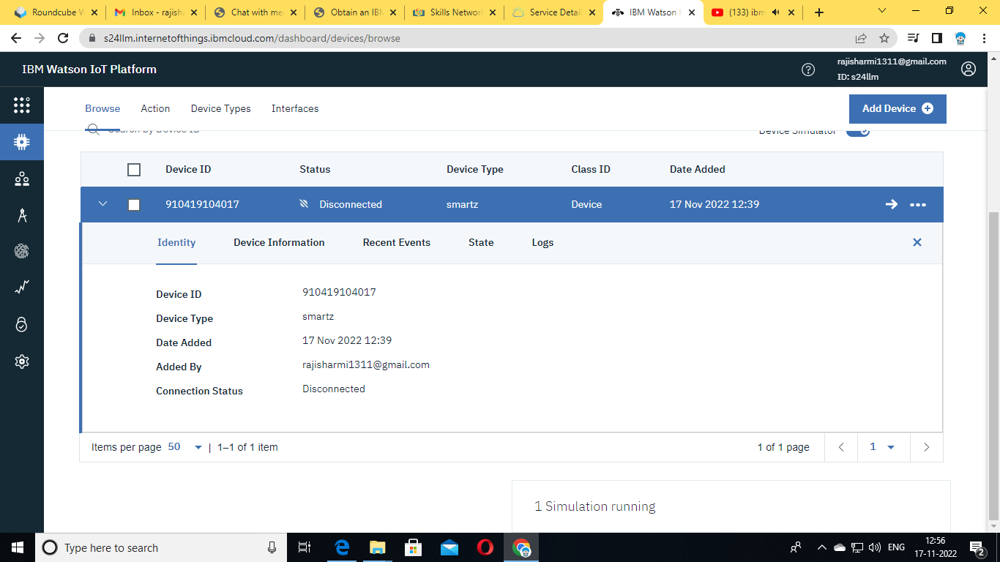 Roundcube W
Inbox - rajish
Chat with me
Obtain an IBM
Skills Network
Service Detail
IBM Watson I
(133) ibm
s24llm.internetofthings.ibmcloud.com/dashboard/devices/browse
IBM Watson IoT Platform
rajisharmi1311@gmail.com
ID: s24llm
Browse
Action
Device Types
Interfaces
Add Device
Search by Device ID
Device Simulator
Device ID
Status
Device Type
Class ID
Date Added
910419104017
Disconnected
smartz
Device
17 Nov 2022 12:39
Identity
Device Information
Recent Events
State
Logs
Device ID
910419104017
Device Type
smartz
Date Added
17 Nov 2022 12:39
Added By
rajisharmi1311@gmail.com
Connection Status
Disconnected
Items per page 50 | 1–1 of 1 item
1 of 1 page
1
1 Simulation running
Type here to search
ENG
12:56
17-11-2022
2